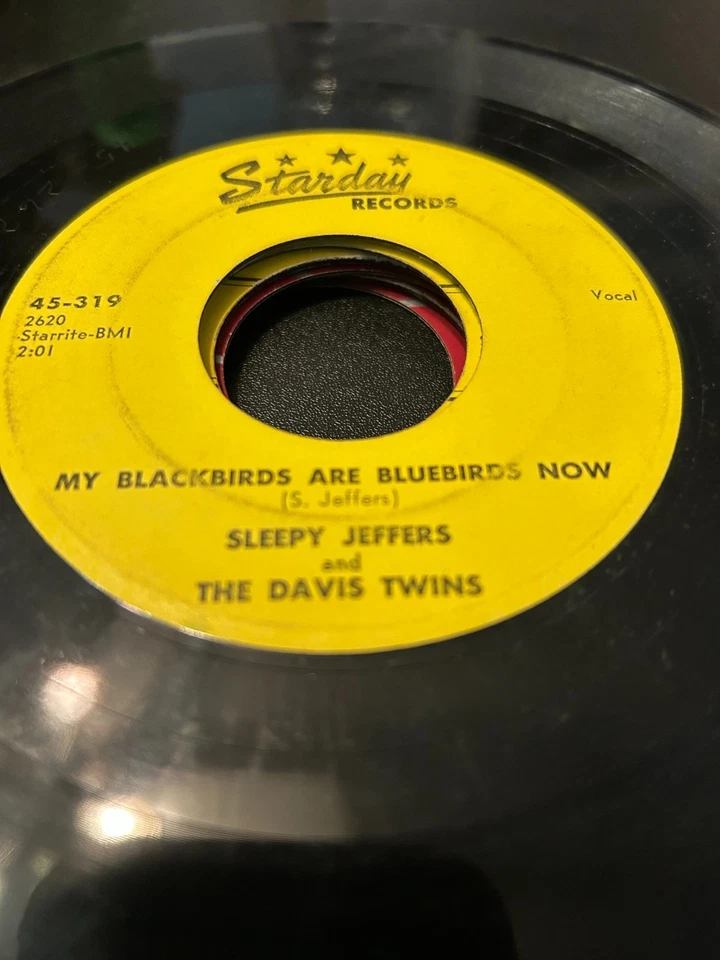 Starday
RECORDS
45-319
2620
Starrite-BMI
2:01
Vocal
MY BLACKBIRDS ARE BLUEBIRDS NOW
(S. Jeffers)
SLEEPY JEFFERS
and
THE DAVIS TWINS